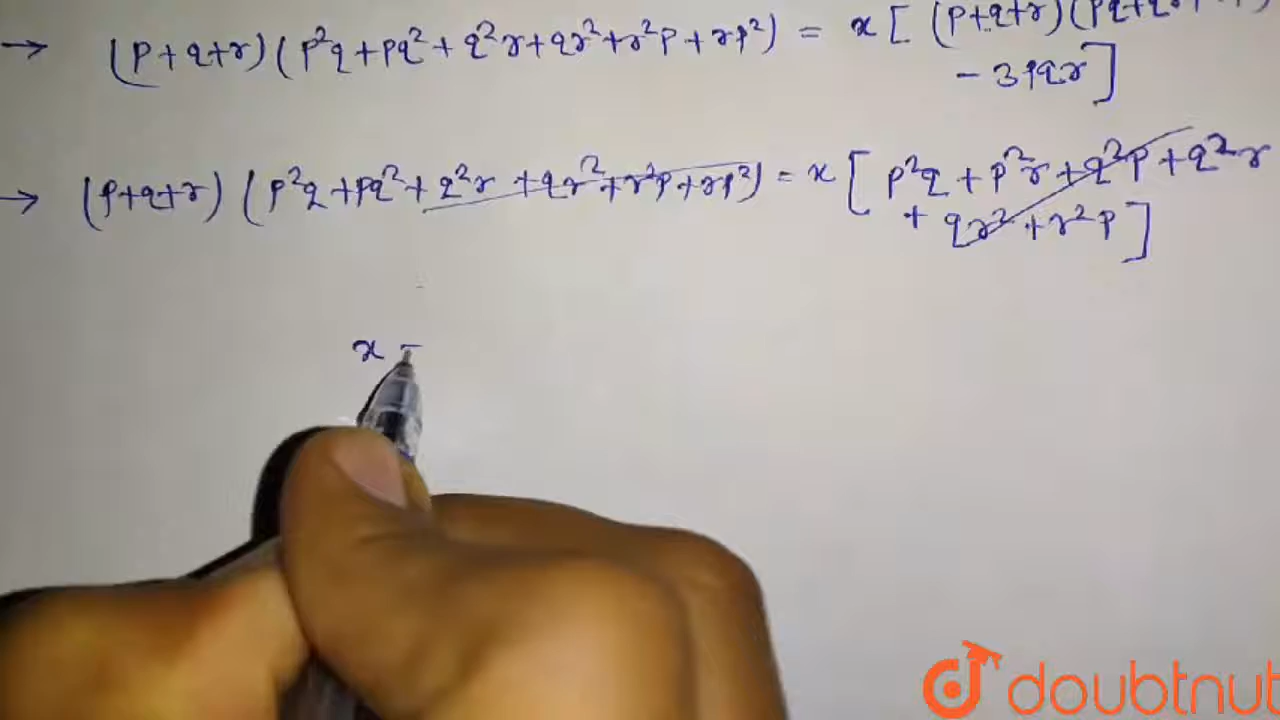 → (p+q+r)(p²q+pq²+q²r+qr²+r²p+rp²) = x[(p+q+r)
- 3pqr]
→ (p+q+r)(p²q+pq²+q²r+qr²+r²p+rp²) = x[p²q+p²r+q²p+q²r
+ qr²+r²p]
x =
doubtnut